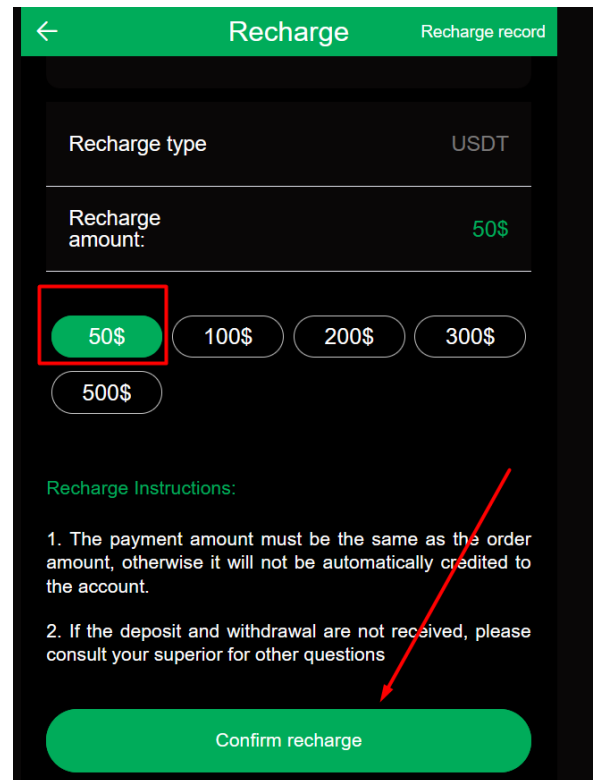 Recharge
Recharge record
Recharge type
USDT
Recharge
amount:
50$
50$
100$
200$
300$
500$
Recharge Instructions:
1. The payment amount must be the same as the order
amount, otherwise it will not be automatically credited to
the account.
2. If the deposit and withdrawal are not received, please
consult your superior for other questions
Confirm recharge